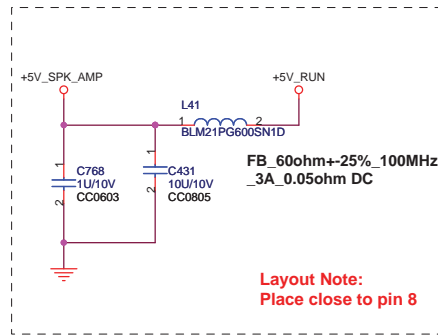 +5V_SPK_AMP
+5V_RUN
L41
1
2
BLM21PG600SN1D
FB_60ohm+-25%_100MHz
_3A_0.05ohm DC
1
C768
1U/10V
CC0603
2
1
C431
10U/10V
CC0805
2
Layout Note:
Place close to pin 8